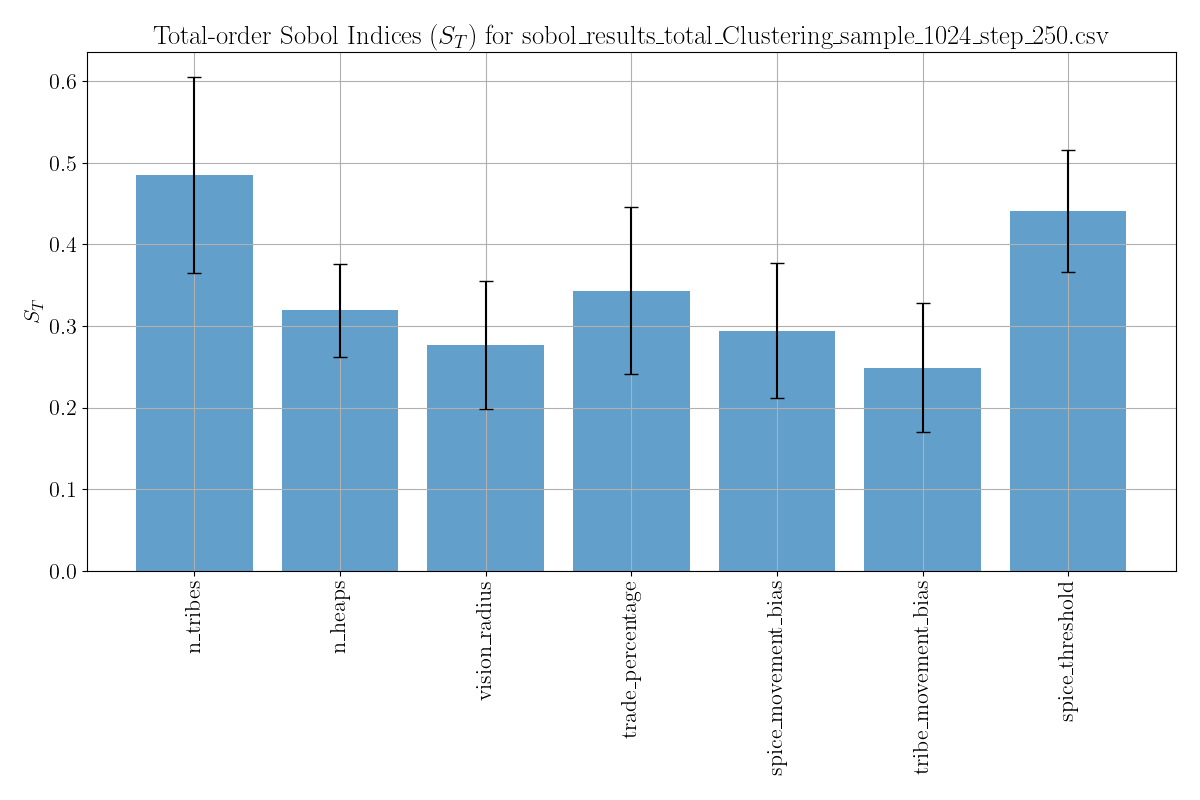 Total-order Sobol Indices (S_T) for sobol_results_total_Clustering_sample_1024_step_250.csv
0.6
0.5
0.4
0.3
0.2
0.1
0.0
S_T
n_tribes
n_heaps
vision_radius
trade_percentage
spice_movement_bias
tribe_movement_bias
spice_threshold